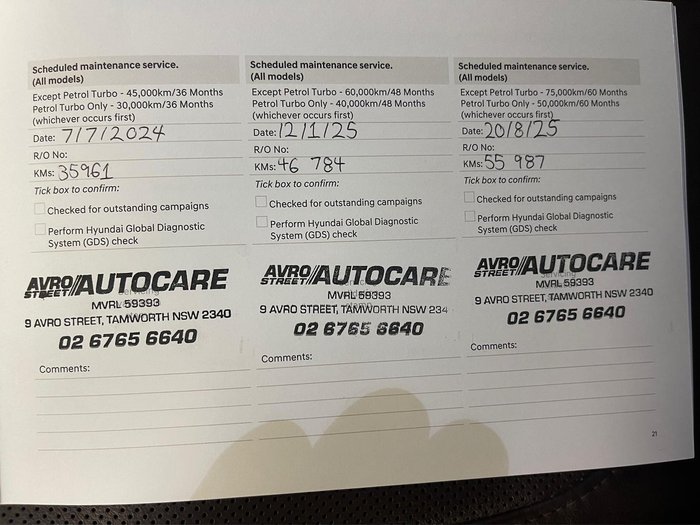 Scheduled maintenance service.
(All models)
Except Petrol Turbo - 45,000km/36 Months
Petrol Turbo Only - 30,000km/36 Months
(whichever occurs first)
Date: 7/7/2024
R/O No:
KMs: 35961
Tick box to confirm:
Checked for outstanding campaigns
Perform Hyundai Global Diagnostic
System (GDS) check
AVRO STREET//AUTOCARE
MVRL 59393
9 AVRO STREET, TAMWORTH NSW 2340
02 6765 6640
Comments:
Scheduled maintenance service.
(All models)
Except Petrol Turbo - 60,000km/48 Months
Petrol Turbo Only - 40,000km/48 Months
(whichever occurs first)
Date: 12/1/25
R/O No:
KMs: 46 784
Tick box to confirm:
Checked for outstanding campaigns
Perform Hyundai Global Diagnostic
System (GDS) check
AVRO STREET//AUTOCARE
MVRL 59393
9 AVRO STREET, TAMWORTH NSW 234
02 6765 6640
Comments:
Scheduled maintenance service.
(All models)
Except Petrol Turbo - 75,000km/60 Months
Petrol Turbo Only - 50,000km/60 Months
(whichever occurs first)
Date: 20/8/25
R/O No:
KMs: 55 987
Tick box to confirm:
Checked for outstanding campaigns
Perform Hyundai Global Diagnostic
System (GDS) check
AVRO STREET//AUTOCARE
MVRL 59393
9 AVRO STREET, TAMWORTH NSW 2340
02 6765 6640
Comments:
21